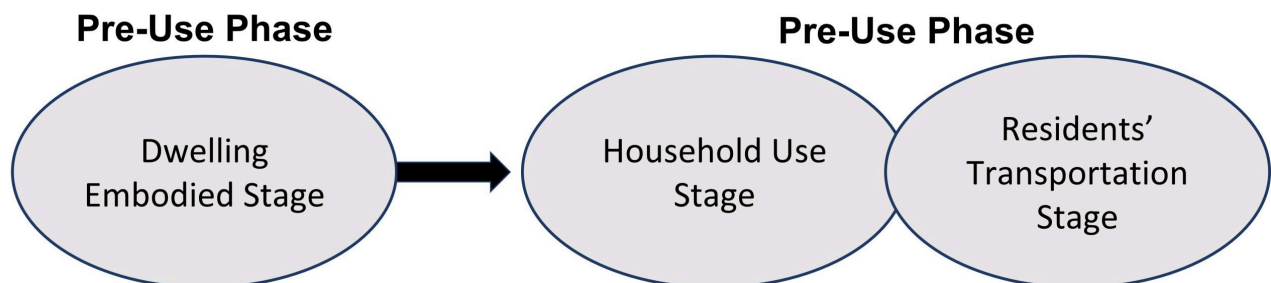 Pre-Use Phase
Dwelling
Embodied Stage
Pre-Use Phase
Household Use
Stage
Residents’
Transportation
Stage